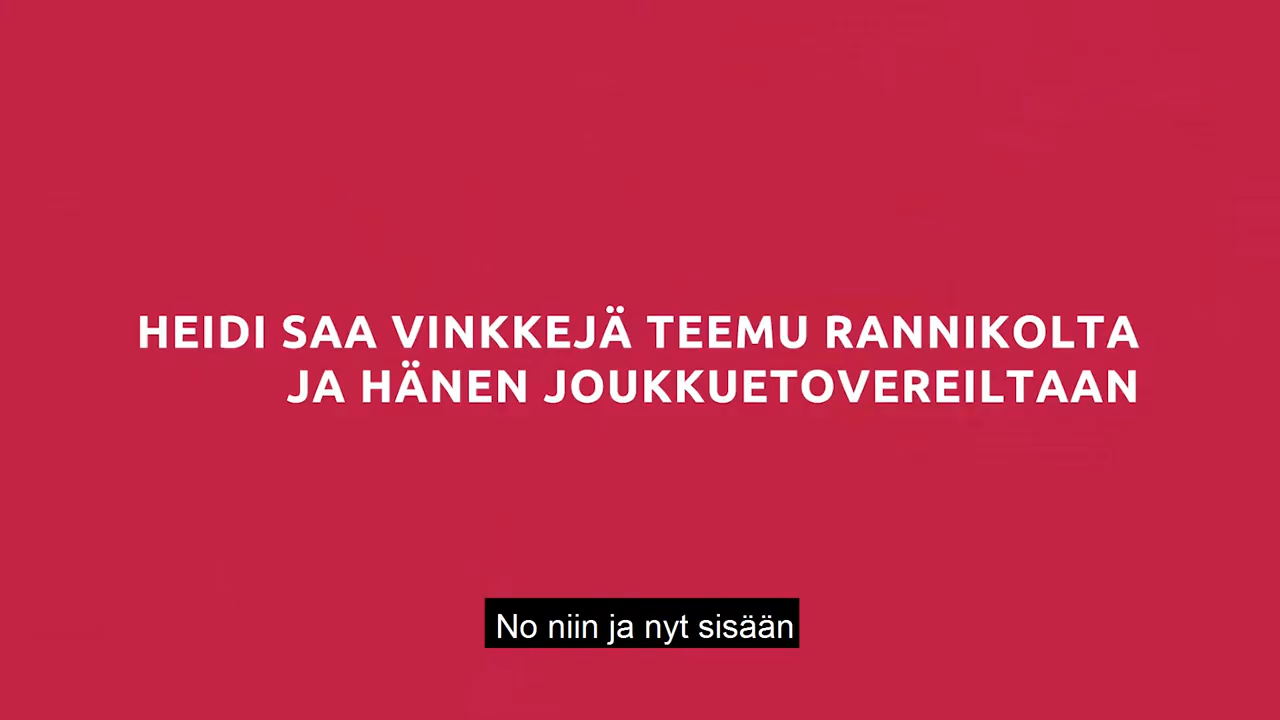 HEIDI SAA VINKKEJÄ TEEMU RANNIKOLTA
JA HÄNEN JOUKKUETOVEREILTAAN
No niin ja nyt sisään